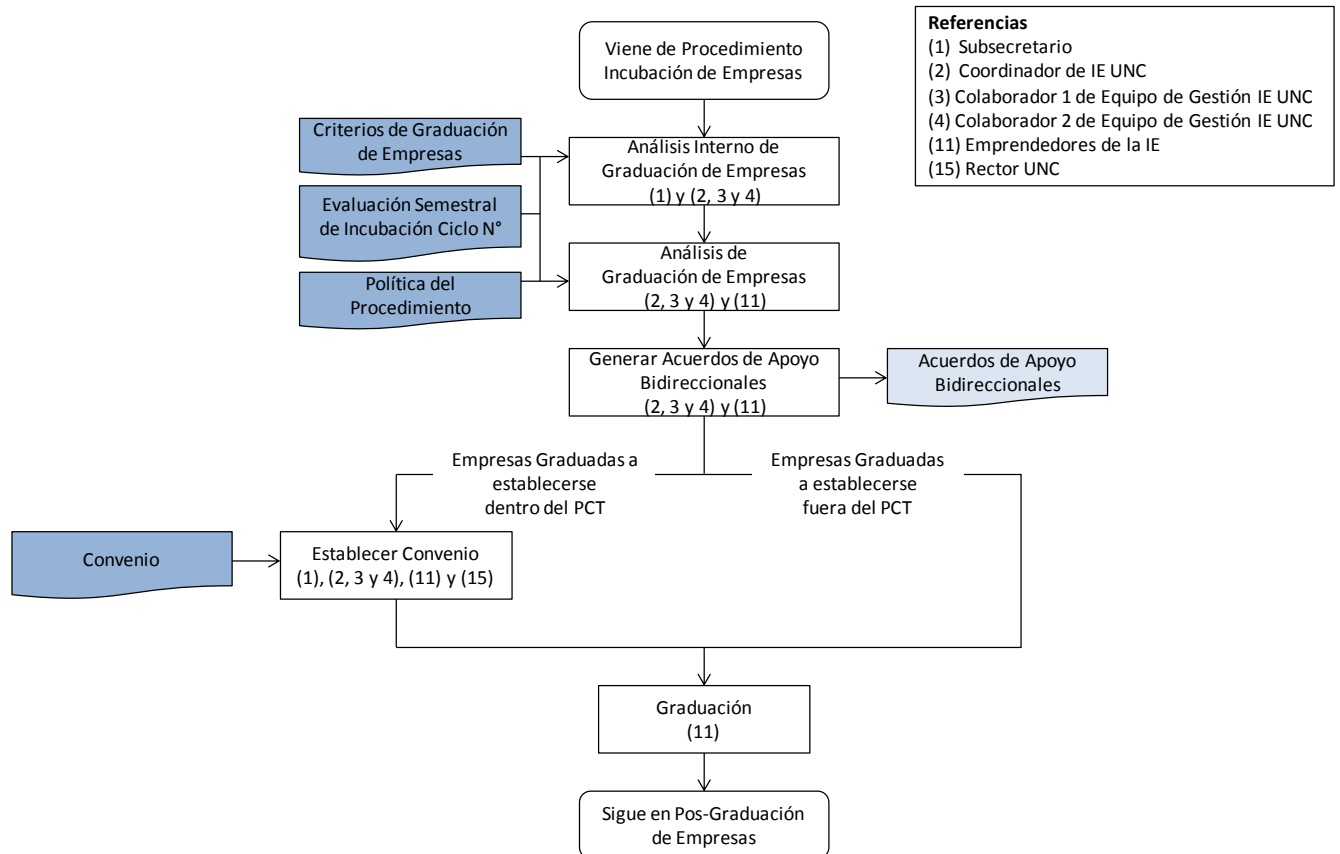 Referencias
(1) Subsecretario
(2) Coordinador de IE UNC
(3) Colaborador 1 de Equipo de Gestión IE UNC
(4) Colaborador 2 de Equipo de Gestión IE UNC
(11) Emprendedores de la IE
(15) Rector UNC
Viene de Procedimiento
Incubación de Empresas
Criterios de Graduación
de Empresas
Análisis Interno de
Graduación de Empresas
(1) y (2, 3 y 4)
Evaluación Semestral
de Incubación Ciclo N°
Análisis de
Graduación de Empresas
(2, 3 y 4) y (11)
Política del
Procedimiento
Generar Acuerdos de Apoyo
Bidireccionales
(2, 3 y 4) y (11)
Acuerdos de Apoyo
Bidireccionales
Empresas Graduadas a
establecerse
dentro del PCT
Empresas Graduadas
a establecerse
fuera del PCT
Convenio
Establecer Convenio
(1), (2, 3 y 4), (11) y (15)
Graduación
(11)
Sigue en Pos-Graduación
de Empresas